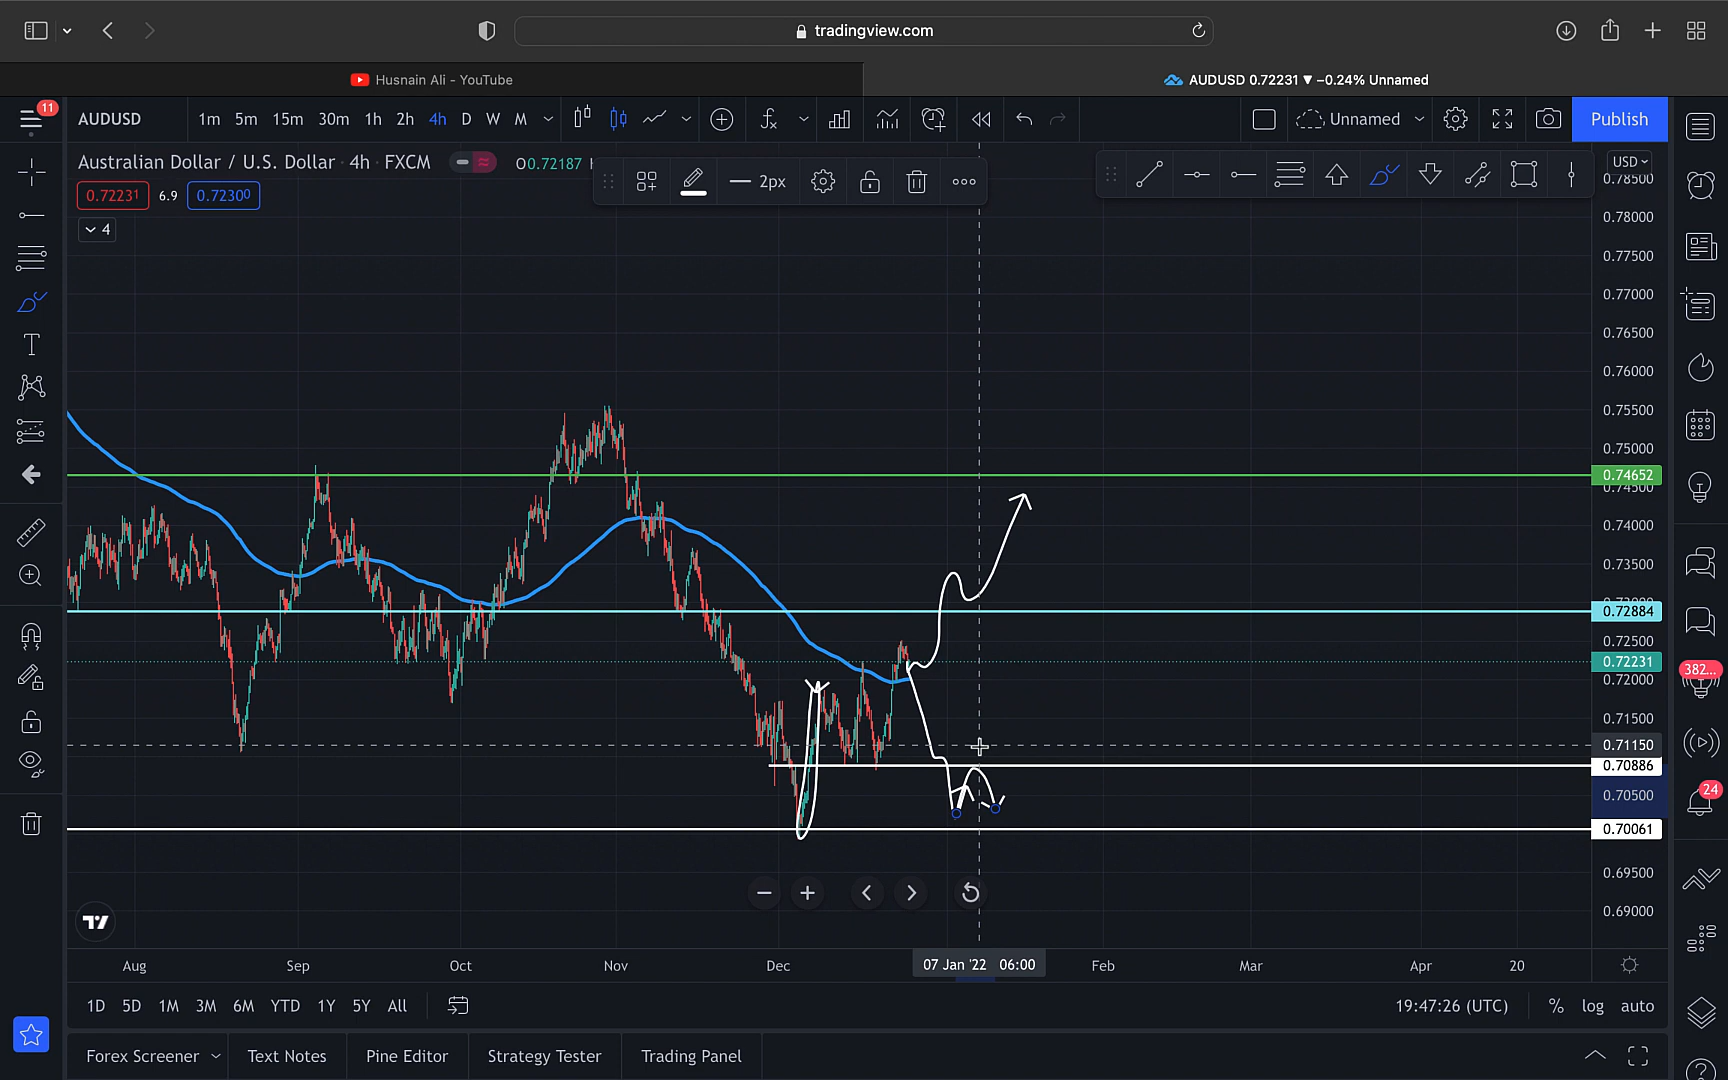 tradingview.com
Husnain Ali - YouTube
AUDUSD 0.72231 ▼ −0.24% Unnamed
11
AUDUSD
1m 5m 15m 30m 1h 2h 4h D W M
Unnamed
Publish
Australian Dollar / U.S. Dollar · 4h · FXCM
O0.72187
2px
USD
0.72231 6.9 0.72300
4
0.78500
0.78000
0.77500
0.77000
0.76500
0.76000
0.75500
0.75000
0.74652
0.74500
0.74000
0.73500
0.72884
0.72500
0.72231
0.72000
0.71500
0.71150
0.70886
0.70500
0.70061
0.69500
0.69000
382...
24
Aug Sep Oct Nov Dec 07 Jan '22 06:00 Feb Mar Apr 20
1D 5D 1M 3M 6M YTD 1Y 5Y All
19:47:26 (UTC) % log auto
Forex Screener Text Notes Pine Editor Strategy Tester Trading Panel